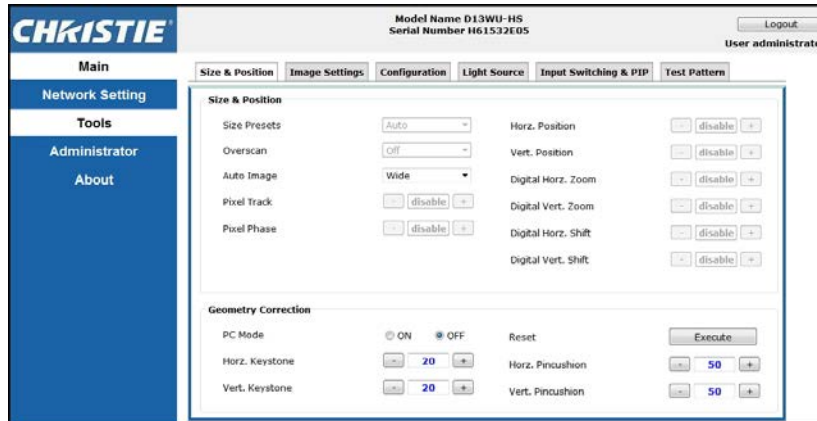 CHRISTIE
Model Name D13WU-HS
Serial Number H61532E05
Logout
User administrat
Main
Network Setting
Tools
Administrator
About
Size & Position Image Settings Configuration Light Source Input Switching & PIP Test Pattern
Size & Position
Size Presets Auto Horz. Position - disable +
Overscan Off Vert. Position - disable +
Auto Image Wide Digital Horz. Zoom - disable +
Pixel Track - disable + Digital Vert. Zoom - disable +
Pixel Phase - disable + Digital Horz. Shift - disable +
Digital Vert. Shift - disable +
Geometry Correction
PC Mode ON OFF Reset Execute
Horz. Keystone - 20 + Horz. Pincushion - 50 +
Vert. Keystone - 20 + Vert. Pincushion - 50 +